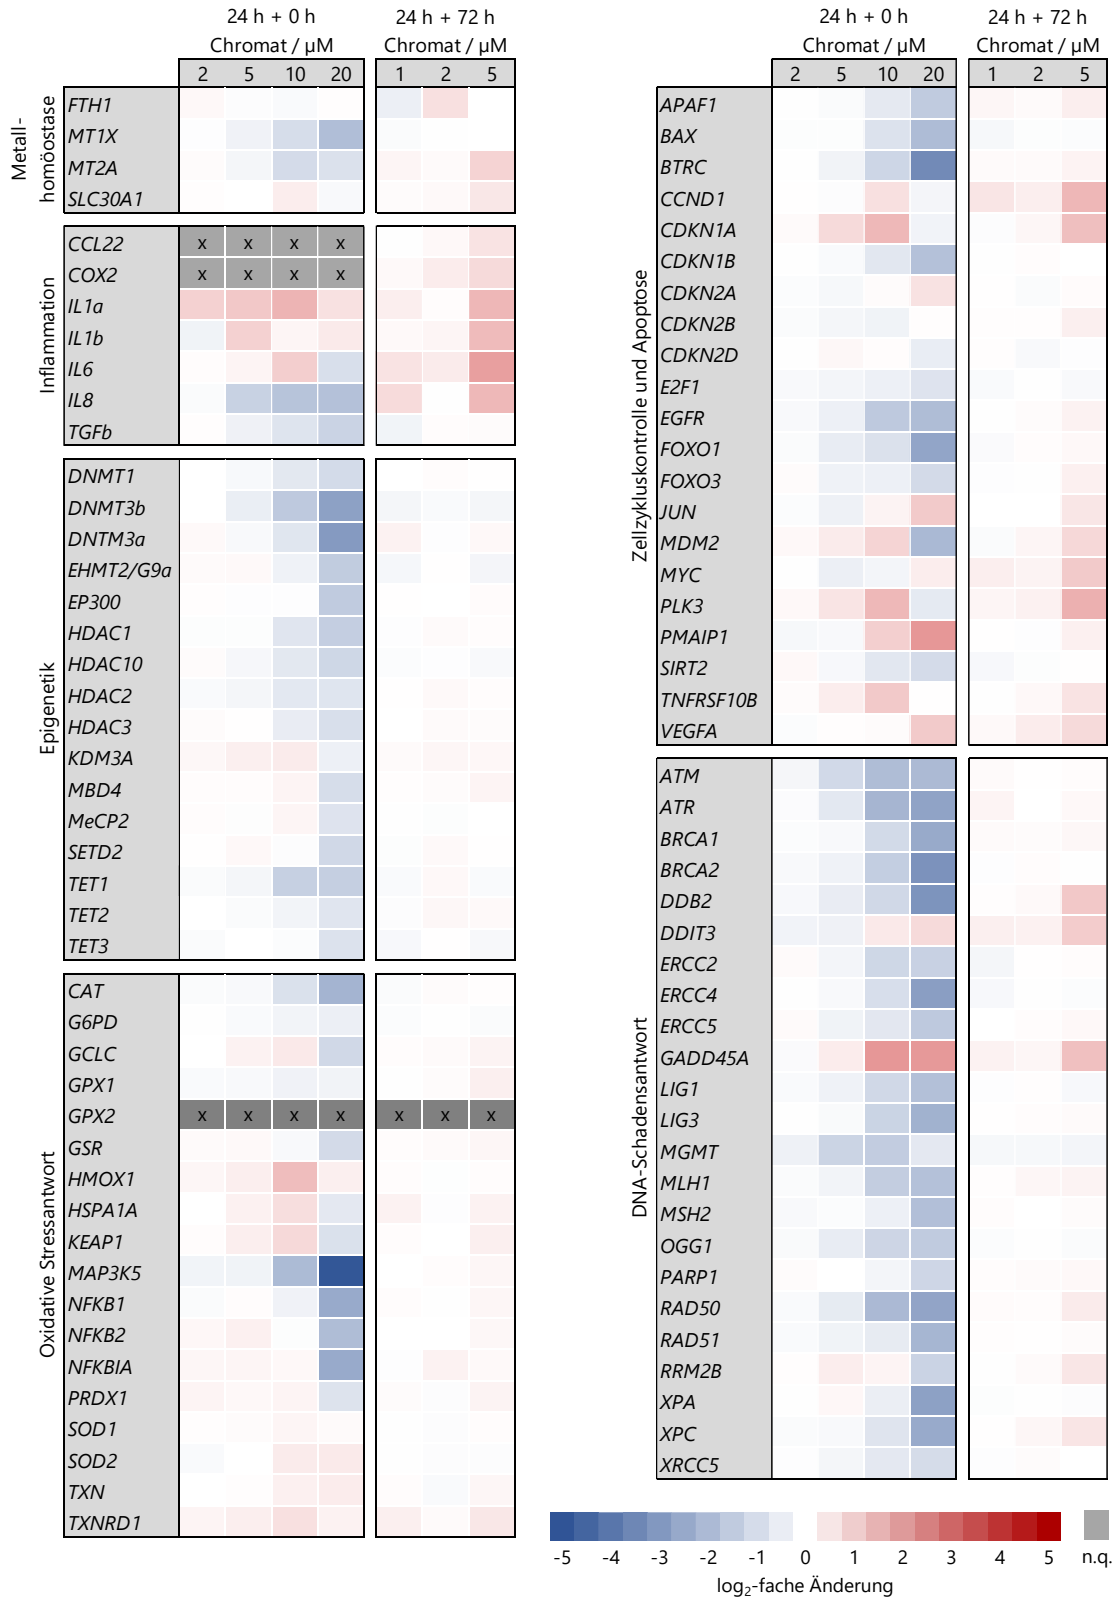 24 h + 0 h
24 h + 72 h
Chromat / µM
Chromat / µM
2 5 10 20
1 2 5
Metall-
homöostase
FTH1
MT1X
MT2A
SLC30A1
Inflammation
CCL22 x x x x
COX2 x x x x
IL1a
IL1b
IL6
IL8
TGFb
Epigenetik
DNMT1
DNMT3b
DNTM3a
EHMT2/G9a
EP300
HDAC1
HDAC10
HDAC2
HDAC3
KDM3A
MBD4
MeCP2
SETD2
TET1
TET2
TET3
Oxidative Stressantwort
CAT
G6PD
GCLC
GPX1
GPX2 x x x x x x x
GSR
HMOX1
HSPA1A
KEAP1
MAP3K5
NFKB1
NFKB2
NFKBIA
PRDX1
SOD1
SOD2
TXN
TXNRD1
24 h + 0 h
24 h + 72 h
Chromat / µM
Chromat / µM
2 5 10 20
1 2 5
Zellzykluskontrolle und Apoptose
APAF1
BAX
BTRC
CCND1
CDKN1A
CDKN1B
CDKN2A
CDKN2B
CDKN2D
E2F1
EGFR
FOXO1
FOXO3
JUN
MDM2
MYC
PLK3
PMAIP1
SIRT2
TNFRSF10B
VEGFA
DNA-Schadensantwort
ATM
ATR
BRCA1
BRCA2
DDB2
DDIT3
ERCC2
ERCC4
ERCC5
GADD45A
LIG1
LIG3
MGMT
MLH1
MSH2
OGG1
PARP1
RAD50
RAD51
RRM2B
XPA
XPC
XRCC5
-5 -4 -3 -2 -1 0 1 2 3 4 5 n.q.
log₂-fache Änderung